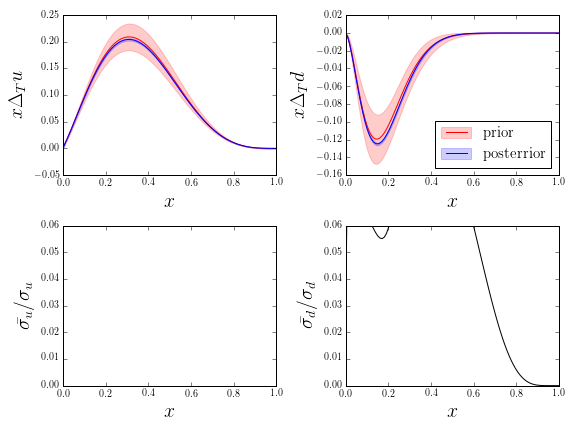 0.25
0.20
0.15
0.10
0.05
0.00
−0.05
xΔ_T u
0.0 0.2 0.4 0.6 0.8 1.0
x
0.02
0.00
−0.02
−0.04
−0.06
−0.08
−0.10
−0.12
−0.14
−0.16
xΔ_T d
prior
posterrior
0.0 0.2 0.4 0.6 0.8 1.0
x
0.06
0.05
0.04
0.03
0.02
0.01
0.00
σ̄_u/σ_u
0.0 0.2 0.4 0.6 0.8 1.0
x
0.06
0.05
0.04
0.03
0.02
0.01
0.00
σ̄_d/σ_d
0.0 0.2 0.4 0.6 0.8 1.0
x